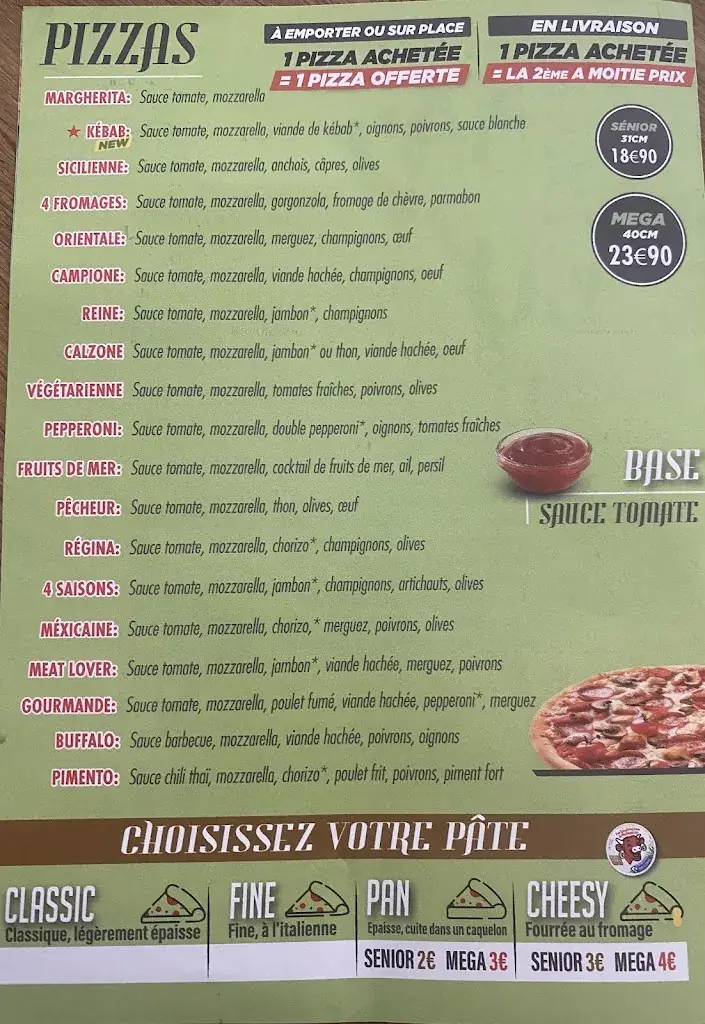 PIZZAS
À EMPORTER OU SUR PLACE
1 PIZZA ACHETÉE
= 1 PIZZA OFFERTE
EN LIVRAISON
1 PIZZA ACHETÉE
= LA 2ÈME A MOITIE PRIX
MARGHERITA: Sauce tomate, mozzarella
KÉBAB: Sauce tomate, mozzarella, viande de kébab*, oignons, poivrons, sauce blanche
NEW
SICILIENNE: Sauce tomate, mozzarella, anchois, câpres, olives
4 FROMAGES: Sauce tomate, mozzarella, gorgonzola, fromage de chèvre, parmabon
ORIENTALE: Sauce tomate, mozzarella, merguez, champignons, œuf
CAMPIONE: Sauce tomate, mozzarella, viande hachée, champignons, oeuf
REINE: Sauce tomate, mozzarella, jambon*, champignons
CALZONE Sauce tomate, mozzarella, jambon* ou thon, viande hachée, oeuf
VÉGÉTARIENNE Sauce tomate, mozzarella, tomates fraîches, poivrons, olives
PEPPERONI: Sauce tomate, mozzarella, double pepperoni*, oignons, tomates fraîches
FRUITS DE MER: Sauce tomate, mozzarella, cocktail de fruits de mer, ail, persil
PÊCHEUR: Sauce tomate, mozzarella, thon, olives, œuf
RÉGINA: Sauce tomate, mozzarella, chorizo*, champignons, olives
4 SAISONS: Sauce tomate, mozzarella, jambon*, champignons, artichauts, olives
MÉXICAINE: Sauce tomate, mozzarella, chorizo,* merguez, poivrons, olives
MEAT LOVER: Sauce tomate, mozzarella, jambon*, viande hachée, merguez, poivrons
GOURMANDE: Sauce tomate, mozzarella, poulet fumé, viande hachée, pepperoni*, merguez
BUFFALO: Sauce barbecue, mozzarella, viande hachée, poivrons, oignons
PIMENTO: Sauce chili thaï, mozzarella, chorizo*, poulet frit, poivrons, piment fort
SÉNIOR
31CM
18€90
MEGA
40CM
23€90
BASE
SAUCE TOMATE
CHOISISSEZ VOTRE PÂTE
CLASSIC
Classique, légèrement épaisse
FINE
Fine, à l'italienne
PAN
Epaisse, cuite dans un caquelon
SENIOR 2€ MEGA 3€
CHEESY
Fourrée au fromage
SENIOR 3€ MEGA 4€